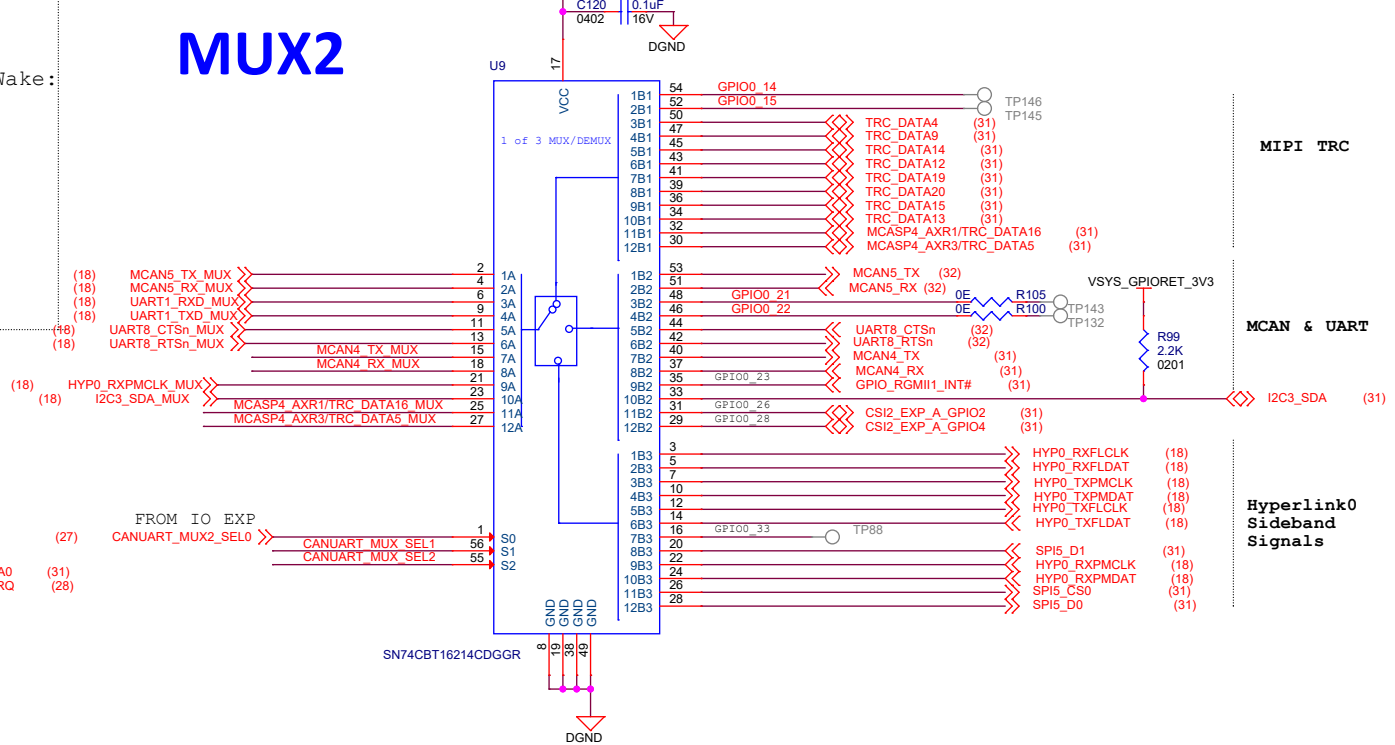 C120 0.1uF
0402 16V
DGND
MUX2
Wake:
U9
17
VCC
1 of 3 MUX/DEMUX
1B1 54 GPIO0_14 TP146
2B1 52 GPIO0_15 TP145
3B1 50 TRC_DATA4 (31)
4B1 47 TRC_DATA9 (31)
5B1 45 TRC_DATA14 (31)
6B1 43 TRC_DATA12 (31)
7B1 41 TRC_DATA19 (31)
8B1 39 TRC_DATA20 (31)
9B1 36 TRC_DATA15 (31)
10B1 34 TRC_DATA13 (31)
11B1 32 MCASP4_AXR1/TRC_DATA16 (31)
12B1 30 MCASP4_AXR3/TRC_DATA5 (31)
MIPI TRC
(18) MCAN5_TX_MUX 2 1A
(18) MCAN5_RX_MUX 4 2A
(18) UART1_RXD_MUX 6 3A
(18) UART1_TXD_MUX 9 4A
(18) UART8_CTSn_MUX 11 5A
(18) UART8_RTSn_MUX 13 6A
MCAN4_TX_MUX 15 7A
MCAN4_RX_MUX 18 8A
(18) HYP0_RXPMCLK_MUX 21 9A
(18) I2C3_SDA_MUX 23 10A
MCASP4_AXR1/TRC_DATA16_MUX 25 11A
MCASP4_AXR3/TRC_DATA5_MUX 27 12A
1B2 53 MCAN5_TX (32)
2B2 51 MCAN5_RX (32)
3B2 48 GPIO0_21 0E R105 TP143
4B2 46 GPIO0_22 0E R100 TP132
5B2 44 UART8_CTSn (32)
6B2 42 UART8_RTSn (32)
7B2 40 MCAN4_TX (31)
8B2 37 MCAN4_RX (31)
9B2 35 GPIO0_23 GPIO_RGMII1_INT# (31)
10B2 33 I2C3_SDA (31)
11B2 31 GPIO0_26 CSI2_EXP_A_GPIO2 (31)
12B2 29 GPIO0_28 CSI2_EXP_A_GPIO4 (31)
VSYS_GPIORET_3V3
R99
2.2K
0201
MCAN & UART
1B3 3 HYP0_RXFLCLK (18)
2B3 5 HYP0_RXFLDAT (18)
3B3 7 HYP0_TXPMCLK (18)
4B3 10 HYP0_TXPMDAT (18)
5B3 12 HYP0_TXFLCLK (18)
6B3 14 HYP0_TXFLDAT (18)
7B3 16 GPIO0_33 TP88
8B3 20 SPI5_D1 (31)
9B3 22 HYP0_RXPMCLK (18)
10B3 24 HYP0_RXPMDAT (18)
11B3 26 SPI5_CS0 (31)
12B3 28 SPI5_D0 (31)
Hyperlink0
Sideband
Signals
FROM IO EXP
(27) CANUART_MUX2_SEL0 1 S0
CANUART_MUX_SEL1 56 S1
CANUART_MUX_SEL2 55 S2
A0 (31)
RQ (28)
GND GND GND GND
8 19 38 49
SN74CBT16214CDGGR
DGND